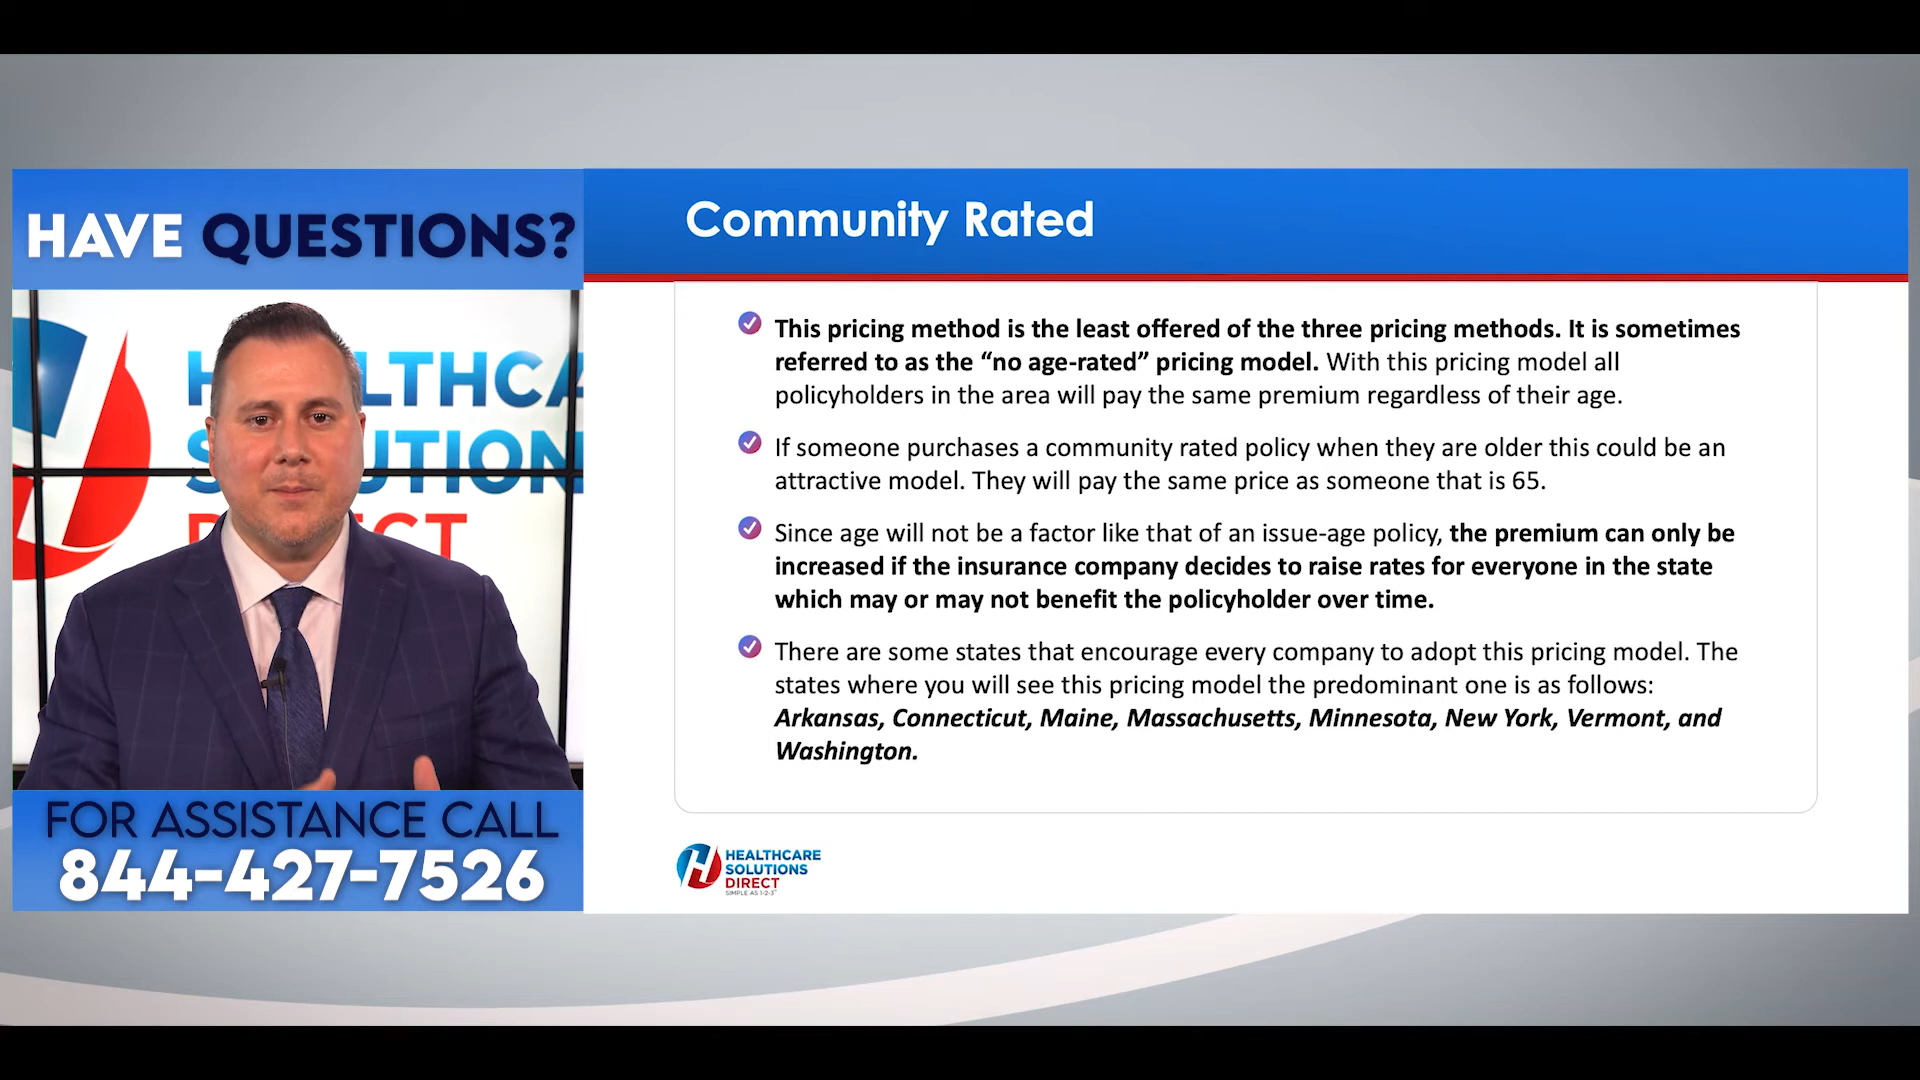 HAVE QUESTIONS?
HEALTHCA
SOLUTION
DIRECT
FOR ASSISTANCE CALL
844-427-7526
Community Rated
This pricing method is the least offered of the three pricing methods. It is sometimes
referred to as the “no age-rated” pricing model. With this pricing model all
policyholders in the area will pay the same premium regardless of their age.
If someone purchases a community rated policy when they are older this could be an
attractive model. They will pay the same price as someone that is 65.
Since age will not be a factor like that of an issue-age policy, the premium can only be
increased if the insurance company decides to raise rates for everyone in the state
which may or may not benefit the policyholder over time.
There are some states that encourage every company to adopt this pricing model. The
states where you will see this pricing model the predominant one is as follows:
Arkansas, Connecticut, Maine, Massachusetts, Minnesota, New York, Vermont, and
Washington.
HEALTHCARE
SOLUTIONS
DIRECT
SIMPLE AS 1-2-3